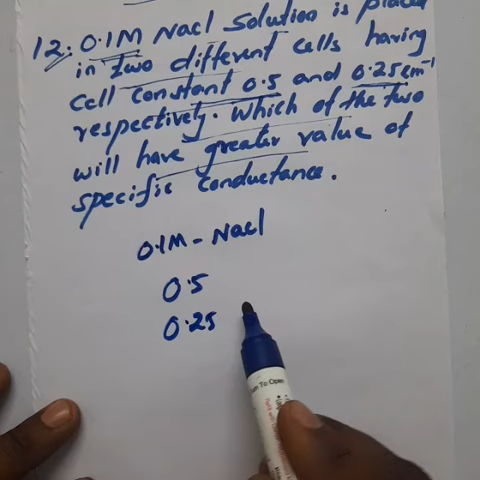 12. 0.1M Nacl Solution is placed
in two different cells having
cell constant 0.5 and 0.25cm⁻¹
respectively. Which of the two
will have greater value of
specific conductance.
0.1M - Nacl
0.5
0.25
To Open